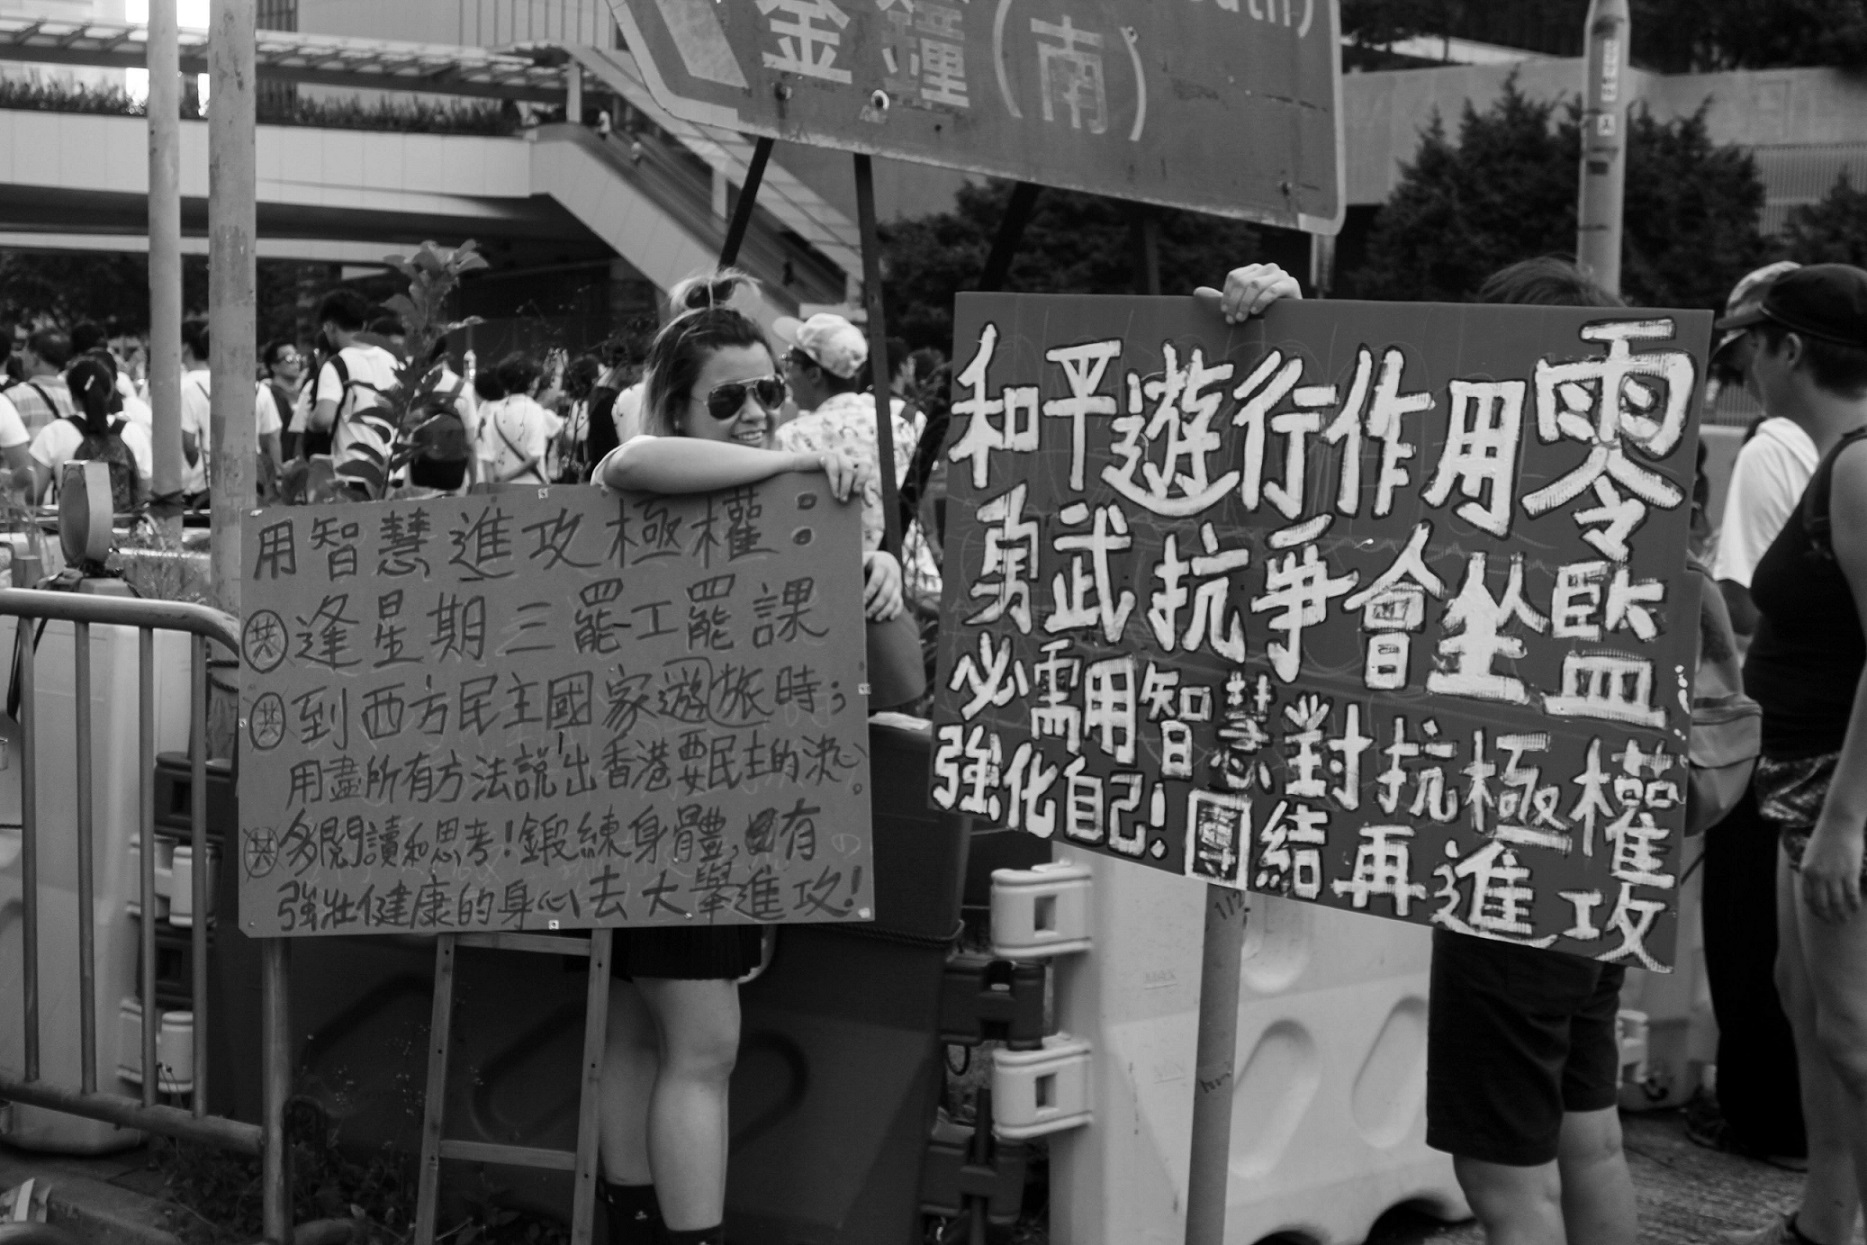 金鐘(南)
用智慧進攻極權：
共 逢星期三罷工罷課
共 到西方民主國家遊旅時；
用盡所有方法說出香港要民主的決心。
共 多閱讀和思考！鍛練身體，有
強壯健康的身心去大舉進攻！
和平遊行作用零
勇武抗爭會坐監
必需用智慧對抗極權
強化自己！團結再進攻